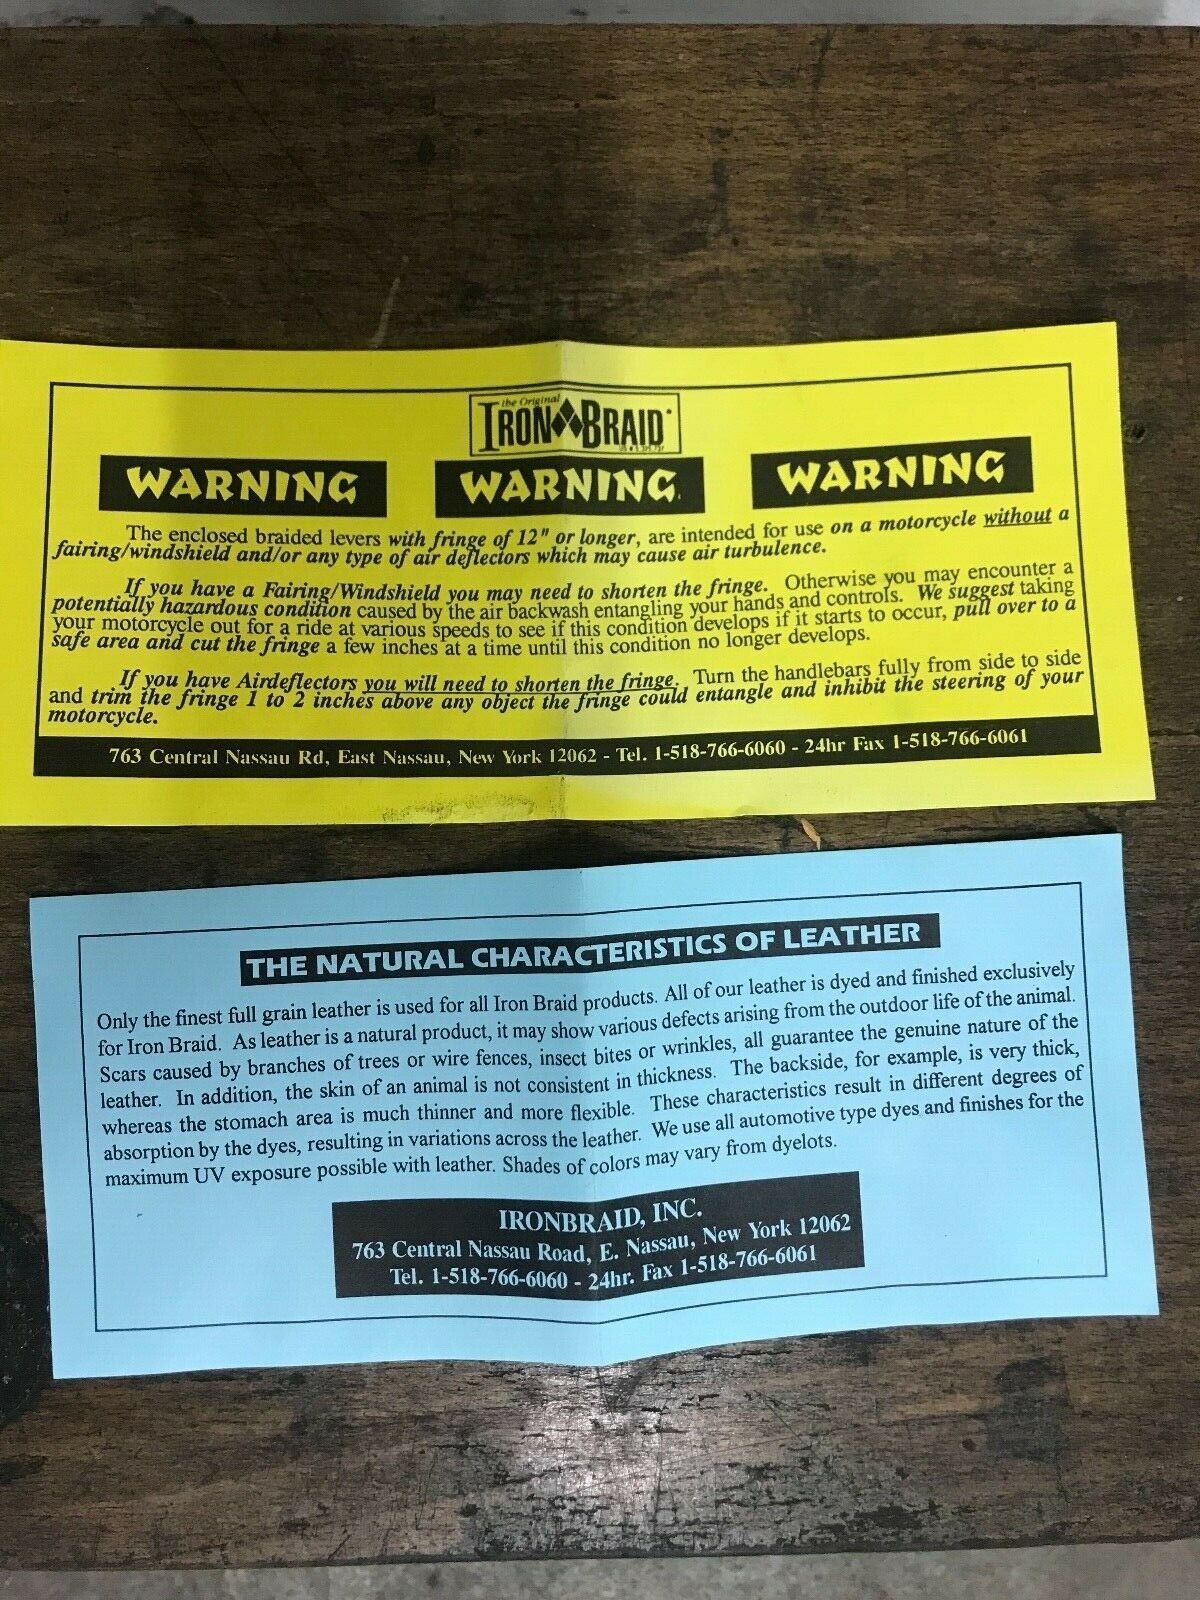 the Original
IRON BRAID
WARNING WARNING WARNING
The enclosed braided levers with fringe of 12" or longer, are intended for use on a motorcycle without a
fairing/windshield and/or any type of air deflectors which may cause air turbulence.
If you have a Fairing/Windshield you may need to shorten the fringe. Otherwise you may encounter a
potentially hazardous condition caused by the air backwash entangling your hands and controls. We suggest taking
your motorcycle out for a ride at various speeds to see if this condition develops if it starts to occur, pull over to a
safe area and cut the fringe a few inches at a time until this condition no longer develops.
If you have Airdeflectors you will need to shorten the fringe. Turn the handlebars fully from side to side
and trim the fringe 1 to 2 inches above any object the fringe could entangle and inhibit the steering of your
motorcycle.
763 Central Nassau Rd, East Nassau, New York 12062 - Tel. 1-518-766-6060 - 24hr Fax 1-518-766-6061
THE NATURAL CHARACTERISTICS OF LEATHER
Only the finest full grain leather is used for all Iron Braid products. All of our leather is dyed and finished exclusively
for Iron Braid. As leather is a natural product, it may show various defects arising from the outdoor life of the animal.
Scars caused by branches of trees or wire fences, insect bites or wrinkles, all guarantee the genuine nature of the
leather. In addition, the skin of an animal is not consistent in thickness. The backside, for example, is very thick,
whereas the stomach area is much thinner and more flexible. These characteristics result in different degrees of
absorption by the dyes, resulting in variations across the leather. We use all automotive type dyes and finishes for the
maximum UV exposure possible with leather. Shades of colors may vary from dyelots.
IRONBRAID, INC.
763 Central Nassau Road, E. Nassau, New York 12062
Tel. 1-518-766-6060 - 24hr. Fax 1-518-766-6061